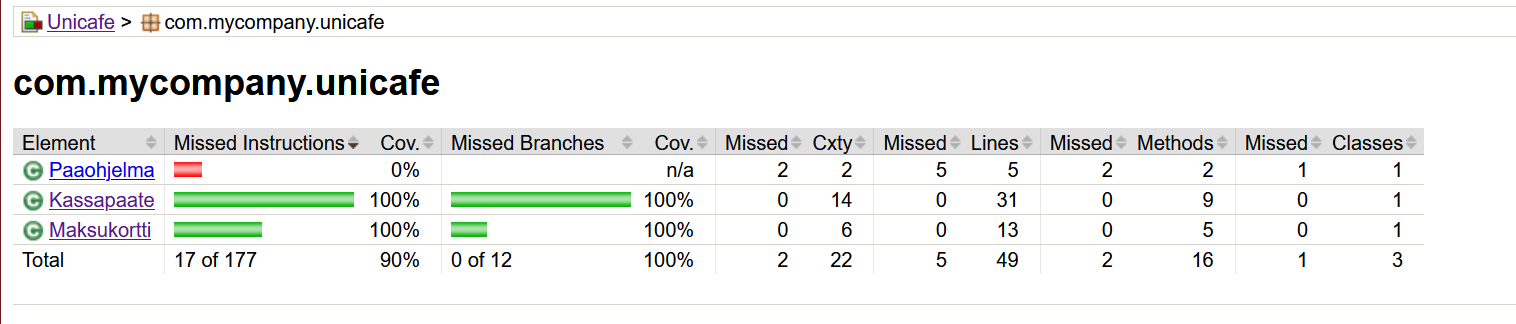 Unicafe > com.mycompany.unicafe
com.mycompany.unicafe
Element Missed Instructions Cov. Missed Branches Cov. Missed Cxty Missed Lines Missed Methods Missed Classes
C Paaohjelma 0% n/a 2 2 5 5 2 2 1 1
C Kassapaate 100% 100% 0 14 0 31 0 9 0 1
C Maksukortti 100% 100% 0 6 0 13 0 5 0 1
Total 17 of 177 90% 0 of 12 100% 2 22 5 49 2 16 1 3